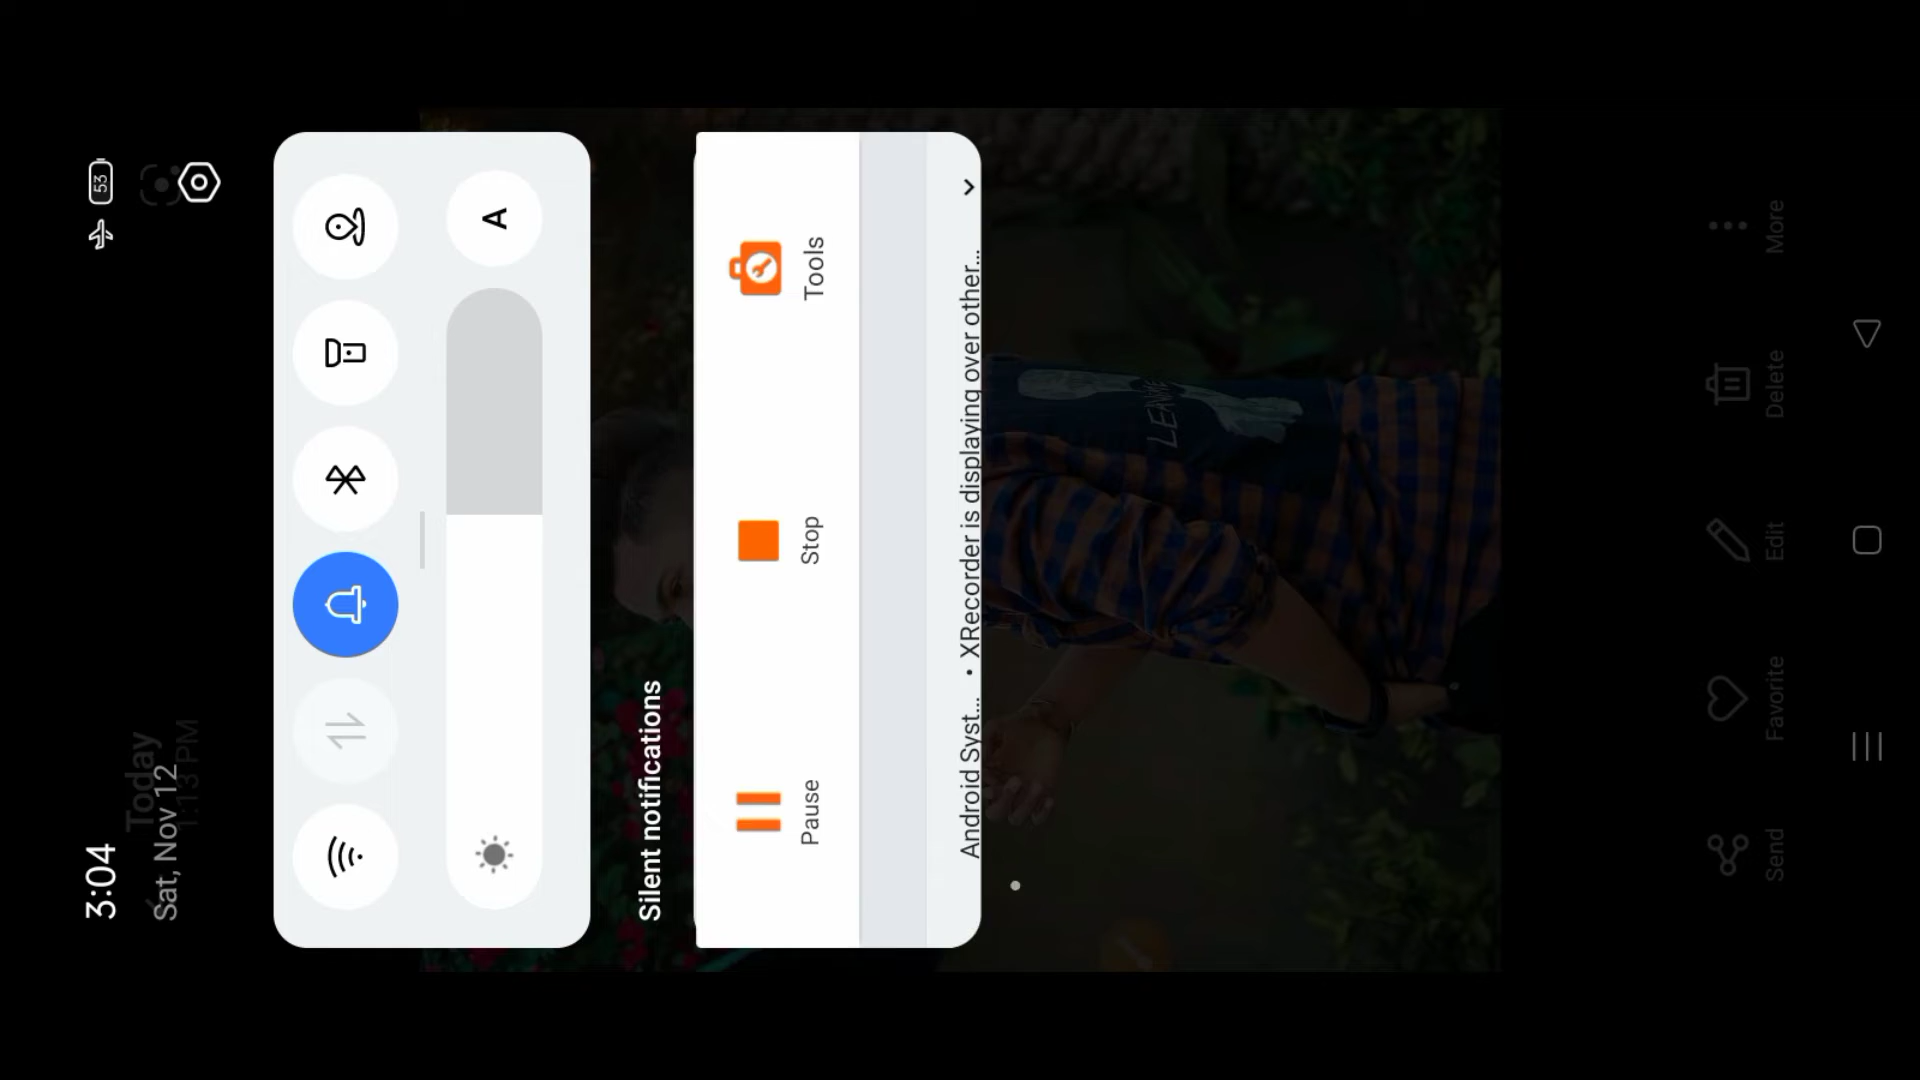 3:04
53
Sat, Nov 12
Today
1:13 PM
A
Silent notifications
Pause
Stop
Tools
Android Syst... • XRecorder is displaying over other...
LEAVE
Send
Favorite
Edit
Delete
More